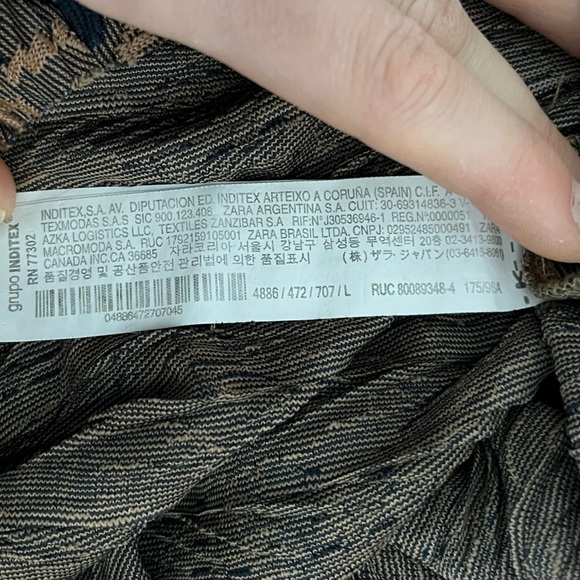 grupo INDITEX
RN 77302
INDITEX,S.A. AV. DIPUTACION ED. INDITEX ARTEIXO A CORUÑA (SPAIN) C.I.F. A
TEXMODAS S.A.S SIC 900.123.408. ZARA ARGENTINA S.A. CUIT: 30-69314836-3 V
AZKA LOGISTICS LLC, TEXTILES ZANZIBAR S.A RIF-Nº J30536946-1 REG.Nº0000051
MACROMODA S.A. RUC 1792159165001 ZARA BRASIL LTDA. CNPJ: 02952485000491
CANADA INC.CA 36685 자라코리아 서울시 강남구 삼성동 무역센타 20층 02-3413-9800
품질경영 및 공산품안전 관리법에 의한 품질표시 (株) ザラ・ジャパン (03-6415-8061
04886472707045 4886 / 472 / 707 / L RUC 80089348-4 175/96A